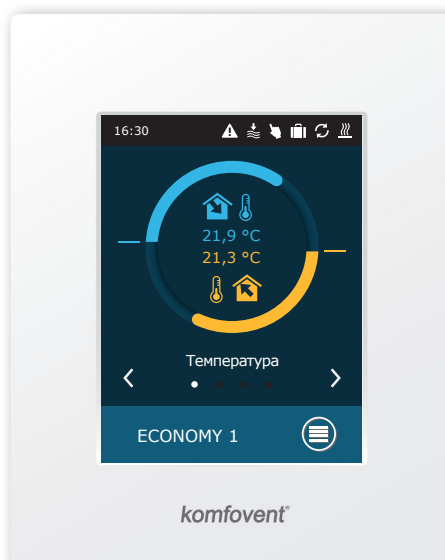 16:30
21,9 °C
21,3 °C
Температура
ECONOMY 1
komfovent®